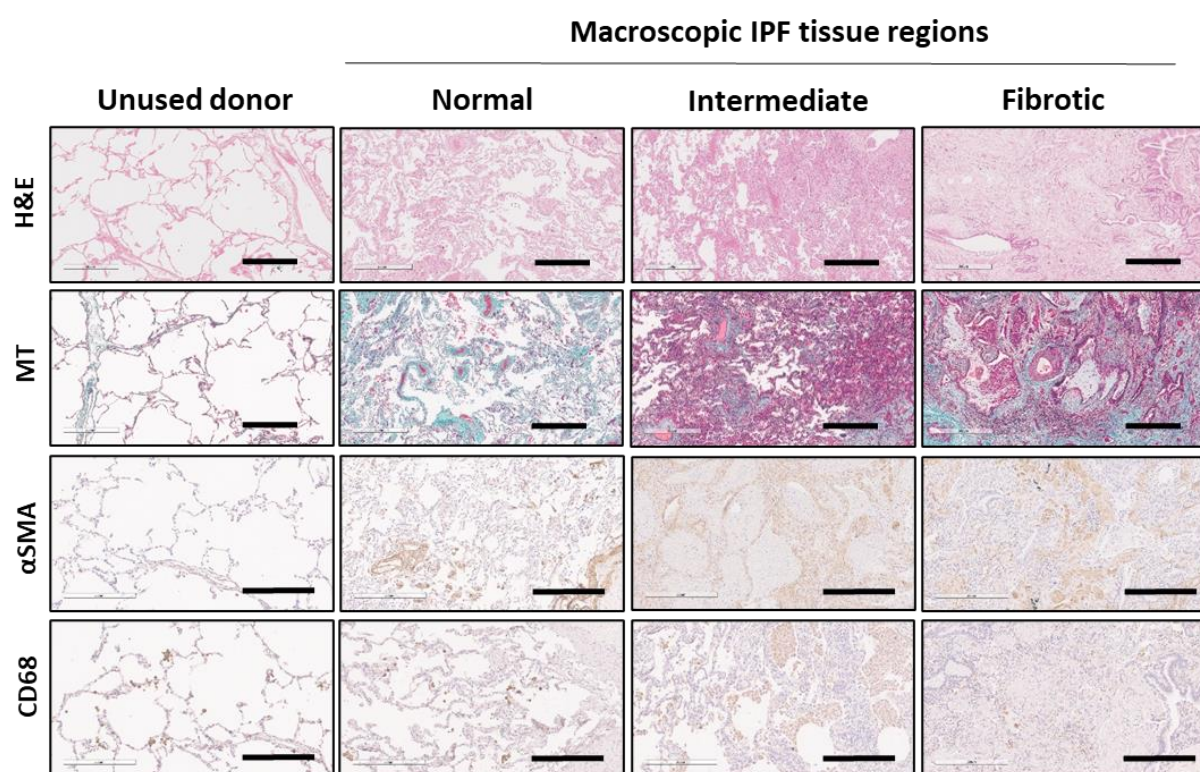 Macroscopic IPF tissue regions
Unused donor Normal Intermediate Fibrotic
H&E
MT
αSMA
CD68